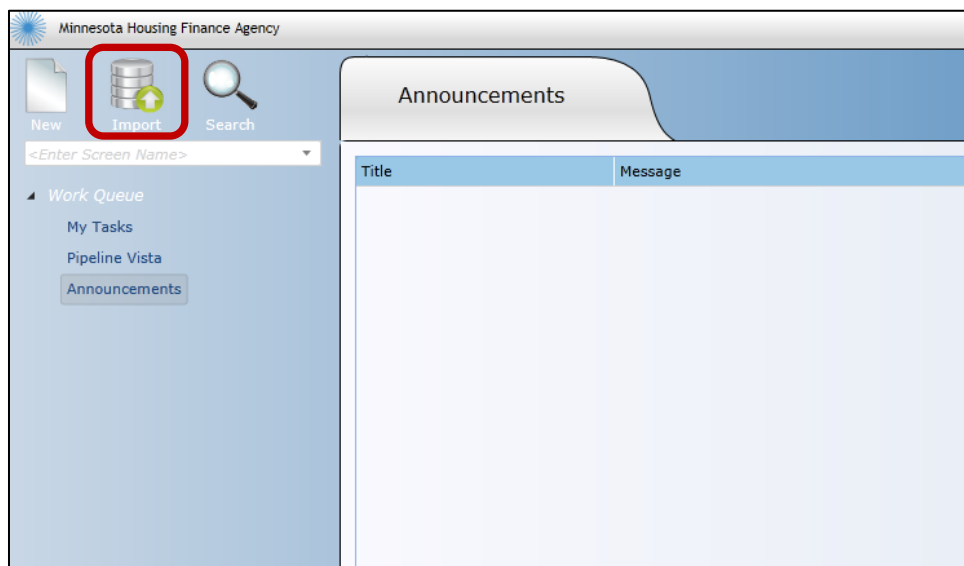 Minnesota Housing Finance Agency
New Import Search
<Enter Screen Name>
Work Queue
My Tasks
Pipeline Vista
Announcements
Announcements
Title Message